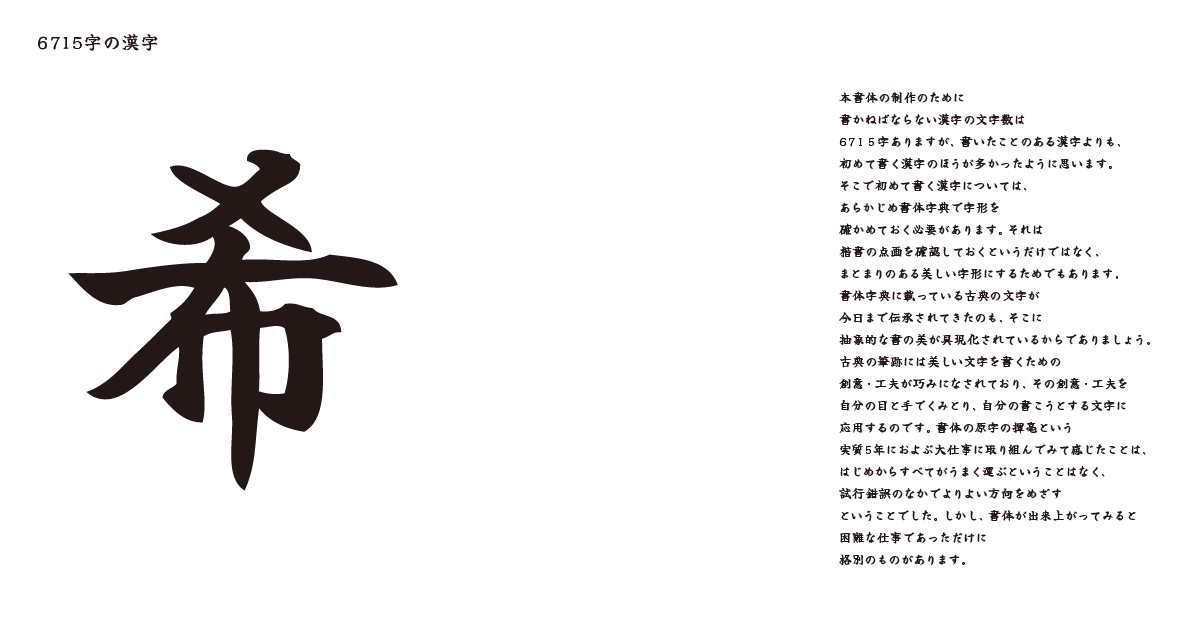 6715字の漢字
希
本書体の制作のために
書かねばならない漢字の文字数は
6715字ありますが、書いたことのある漢字よりも、
初めて書く漢字のほうが多かったように思います。
そこで初めて書く漢字については、
あらかじめ書体字典で字形を
確かめておく必要があります。それは
楷書の点画を確認しておくというだけではなく、
まとまりのある美しい字形にするためでもあります。
書体字典に載っている古典の文字が
今日まで伝承されてきたのも、そこに
抽象的な書の美が具現化されているからでありましょう。
古典の筆跡には美しい文字を書くための
創意・工夫が巧みになされており、その創意・工夫を
自分の目と手でくみとり、自分の書こうとする文字に
応用するのです。書体の原字の揮毫という
実質5年におよぶ大仕事に取り組んでみて感じたことは、
はじめからすべてがうまく運ぶということはなく、
試行錯誤のなかでよりよい方向をめざす
ということでした。しかし、書体が出来上がってみると
困難な仕事であっただけに
格別のものがあります。